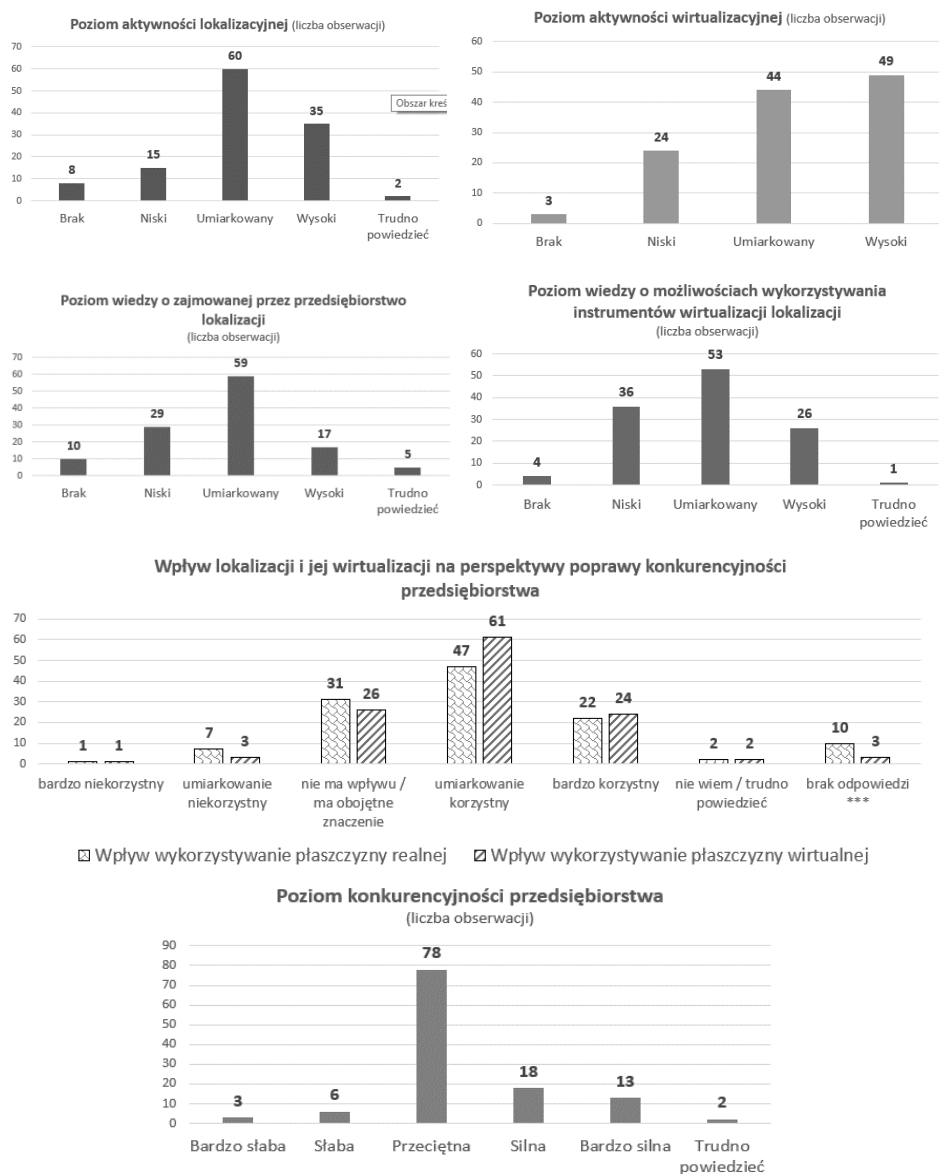 Poziom aktywności lokalizacyjnej (liczba obserwacji)
70
60
50
40
30
20
10
0
8
15
60
35
2
Obszar kreś
Brak
Niski
Umiarkowany
Wysoki
Trudno
powiedzieć
Poziom aktywności wirtualizacyjnej (liczba obserwacji)
60
50
40
30
20
10
0
3
24
44
49
Brak
Niski
Umiarkowany
Wysoki
Poziom wiedzy o zajmowanej przez przedsiębiorstwo
lokalizacji
(liczba obserwacji)
70
60
50
40
30
20
10
0
10
29
59
17
5
Brak
Niski
Umiarkowany
Wysoki
Trudno
powiedzieć
Poziom wiedzy o możliwościach wykorzystywania
instrumentów wirtualizacji lokalizacji
(liczba obserwacji)
60
50
40
30
20
10
0
4
36
53
26
1
Brak
Niski
Umiarkowany
Wysoki
Trudno
powiedzieć
Wpływ lokalizacji i jej wirtualizacji na perspektywy poprawy konkurencyjności
przedsiębiorstwa
70
60
50
40
30
20
10
0
1
1
7
3
31
26
47
61
22
24
2
2
10
3
bardzo niekorzystny
umiarkowanie
niekorzystny
nie ma wpływu /
ma obojętne
znaczenie
umiarkowanie
korzystny
bardzo korzystny
nie wiem / trudno
powiedzieć
brak odpowiedzi
***
Wpływ wykorzystywanie płaszczyzny realnej
Wpływ wykorzystywanie płaszczyzny wirtualnej
Poziom konkurencyjności przedsiębiorstwa
(liczba obserwacji)
90
80
70
60
50
40
30
20
10
0
3
6
78
18
13
2
Bardzo słaba
Słaba
Przeciętna
Silna
Bardzo silna
Trudno
powiedzieć